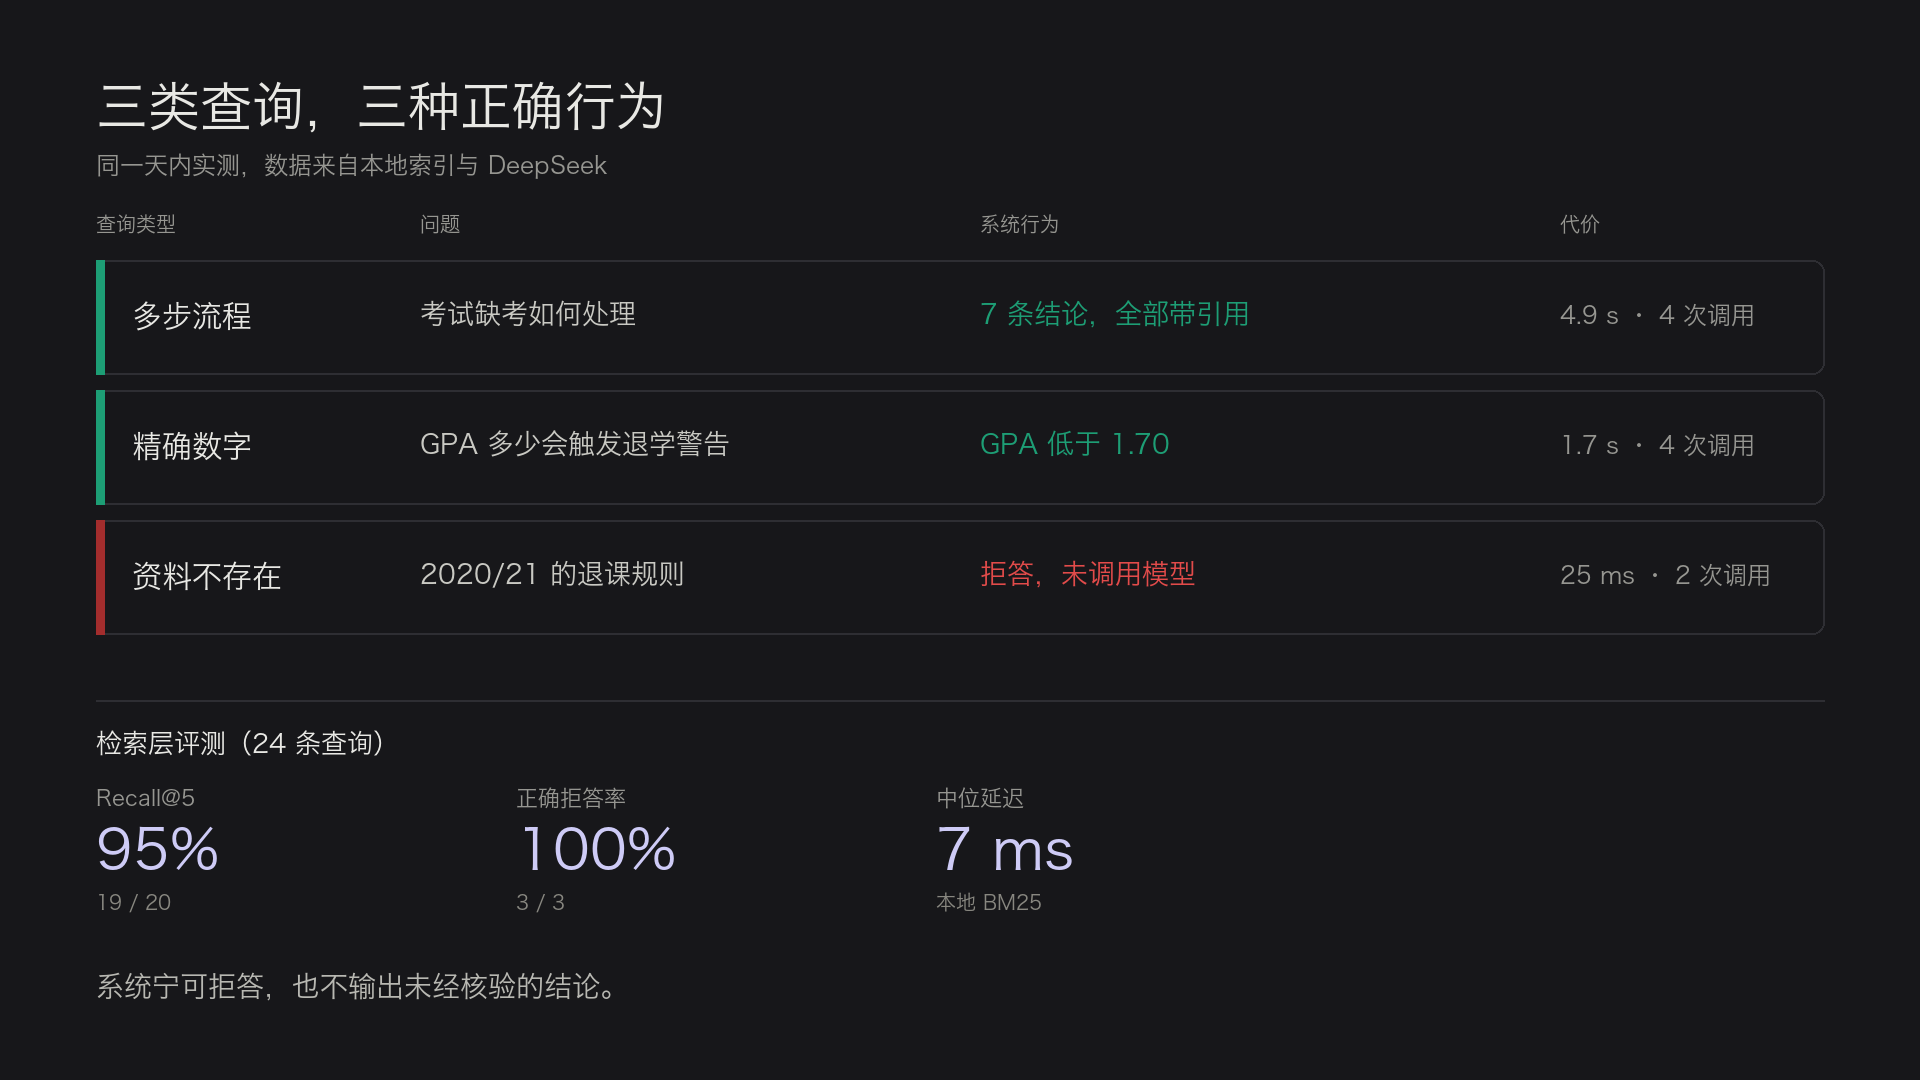 三类查询，三种正确行为
同一天内实测，数据来自本地索引与 DeepSeek
查询类型 问题 系统行为 代价
多步流程 考试缺考如何处理 7 条结论，全部带引用 4.9 s · 4 次调用
精确数字 GPA 多少会触发退学警告 GPA 低于 1.70 1.7 s · 4 次调用
资料不存在 2020/21 的退课规则 拒答，未调用模型 25 ms · 2 次调用
检索层评测（24 条查询）
Recall@5 正确拒答率 中位延迟
95% 100% 7 ms
19 / 20 3 / 3 本地 BM25
系统宁可拒答，也不输出未经核验的结论。